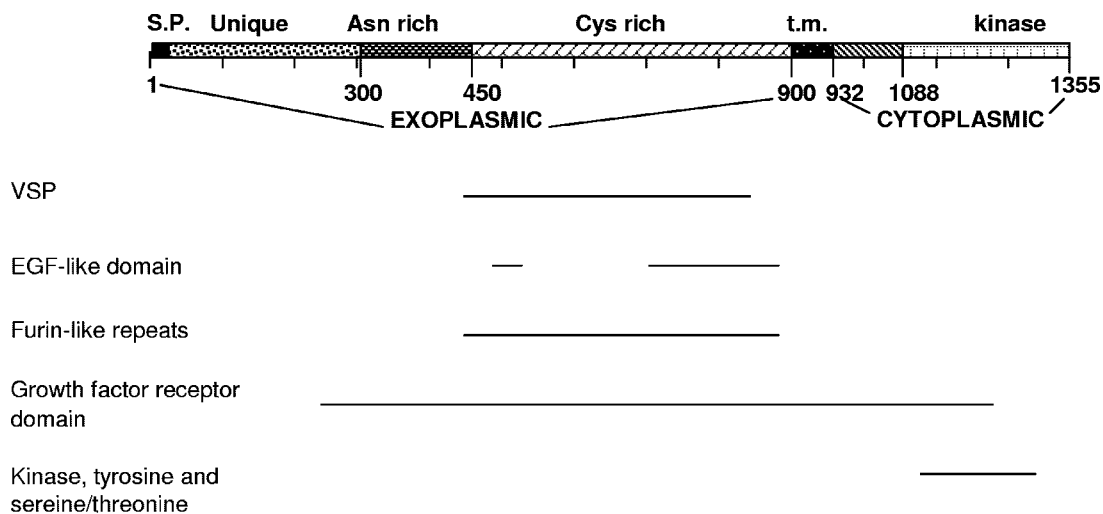 S.P. Unique Asn rich Cys rich t.m. kinase
1 300 450 900 932 1088 1355
EXOPLASMIC CYTOPLASMIC
VSP
EGF-like domain
Furin-like repeats
Growth factor receptor
domain
Kinase, tyrosine and
sereine/threonine